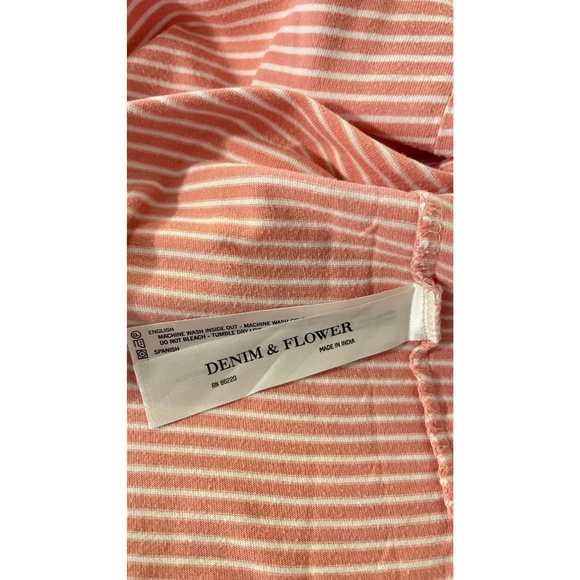 ENGLISH
MACHINE WASH INSIDE OUT – MACHINE WASH
DO NOT BLEACH – TUMBLE DRY LOW
SPANISH
DENIM & FLOWER
RN 86220
MADE IN INDIA